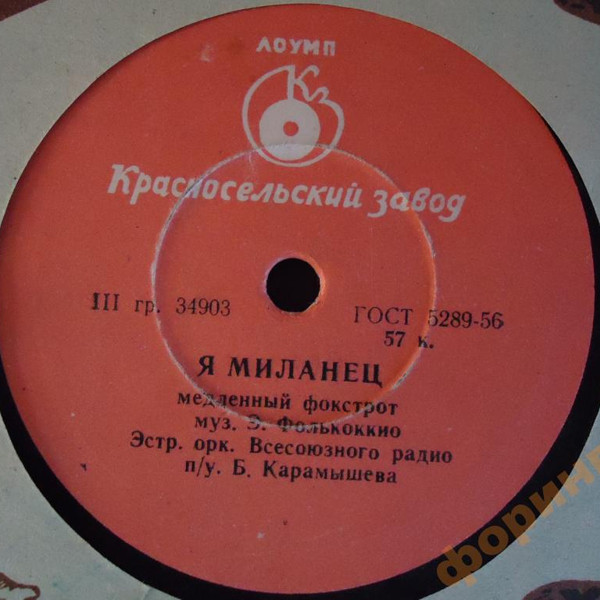 ЛОУМП
КЗ
Красносельский завод
III гр. 34903
ГОСТ 5289-56
57 к.
Я МИЛАНЕЦ
медленный фокстрот
муз. Э. Фолькоккио
Эстр. орк. Всесоюзного радио
п/у. Б. Карамышева